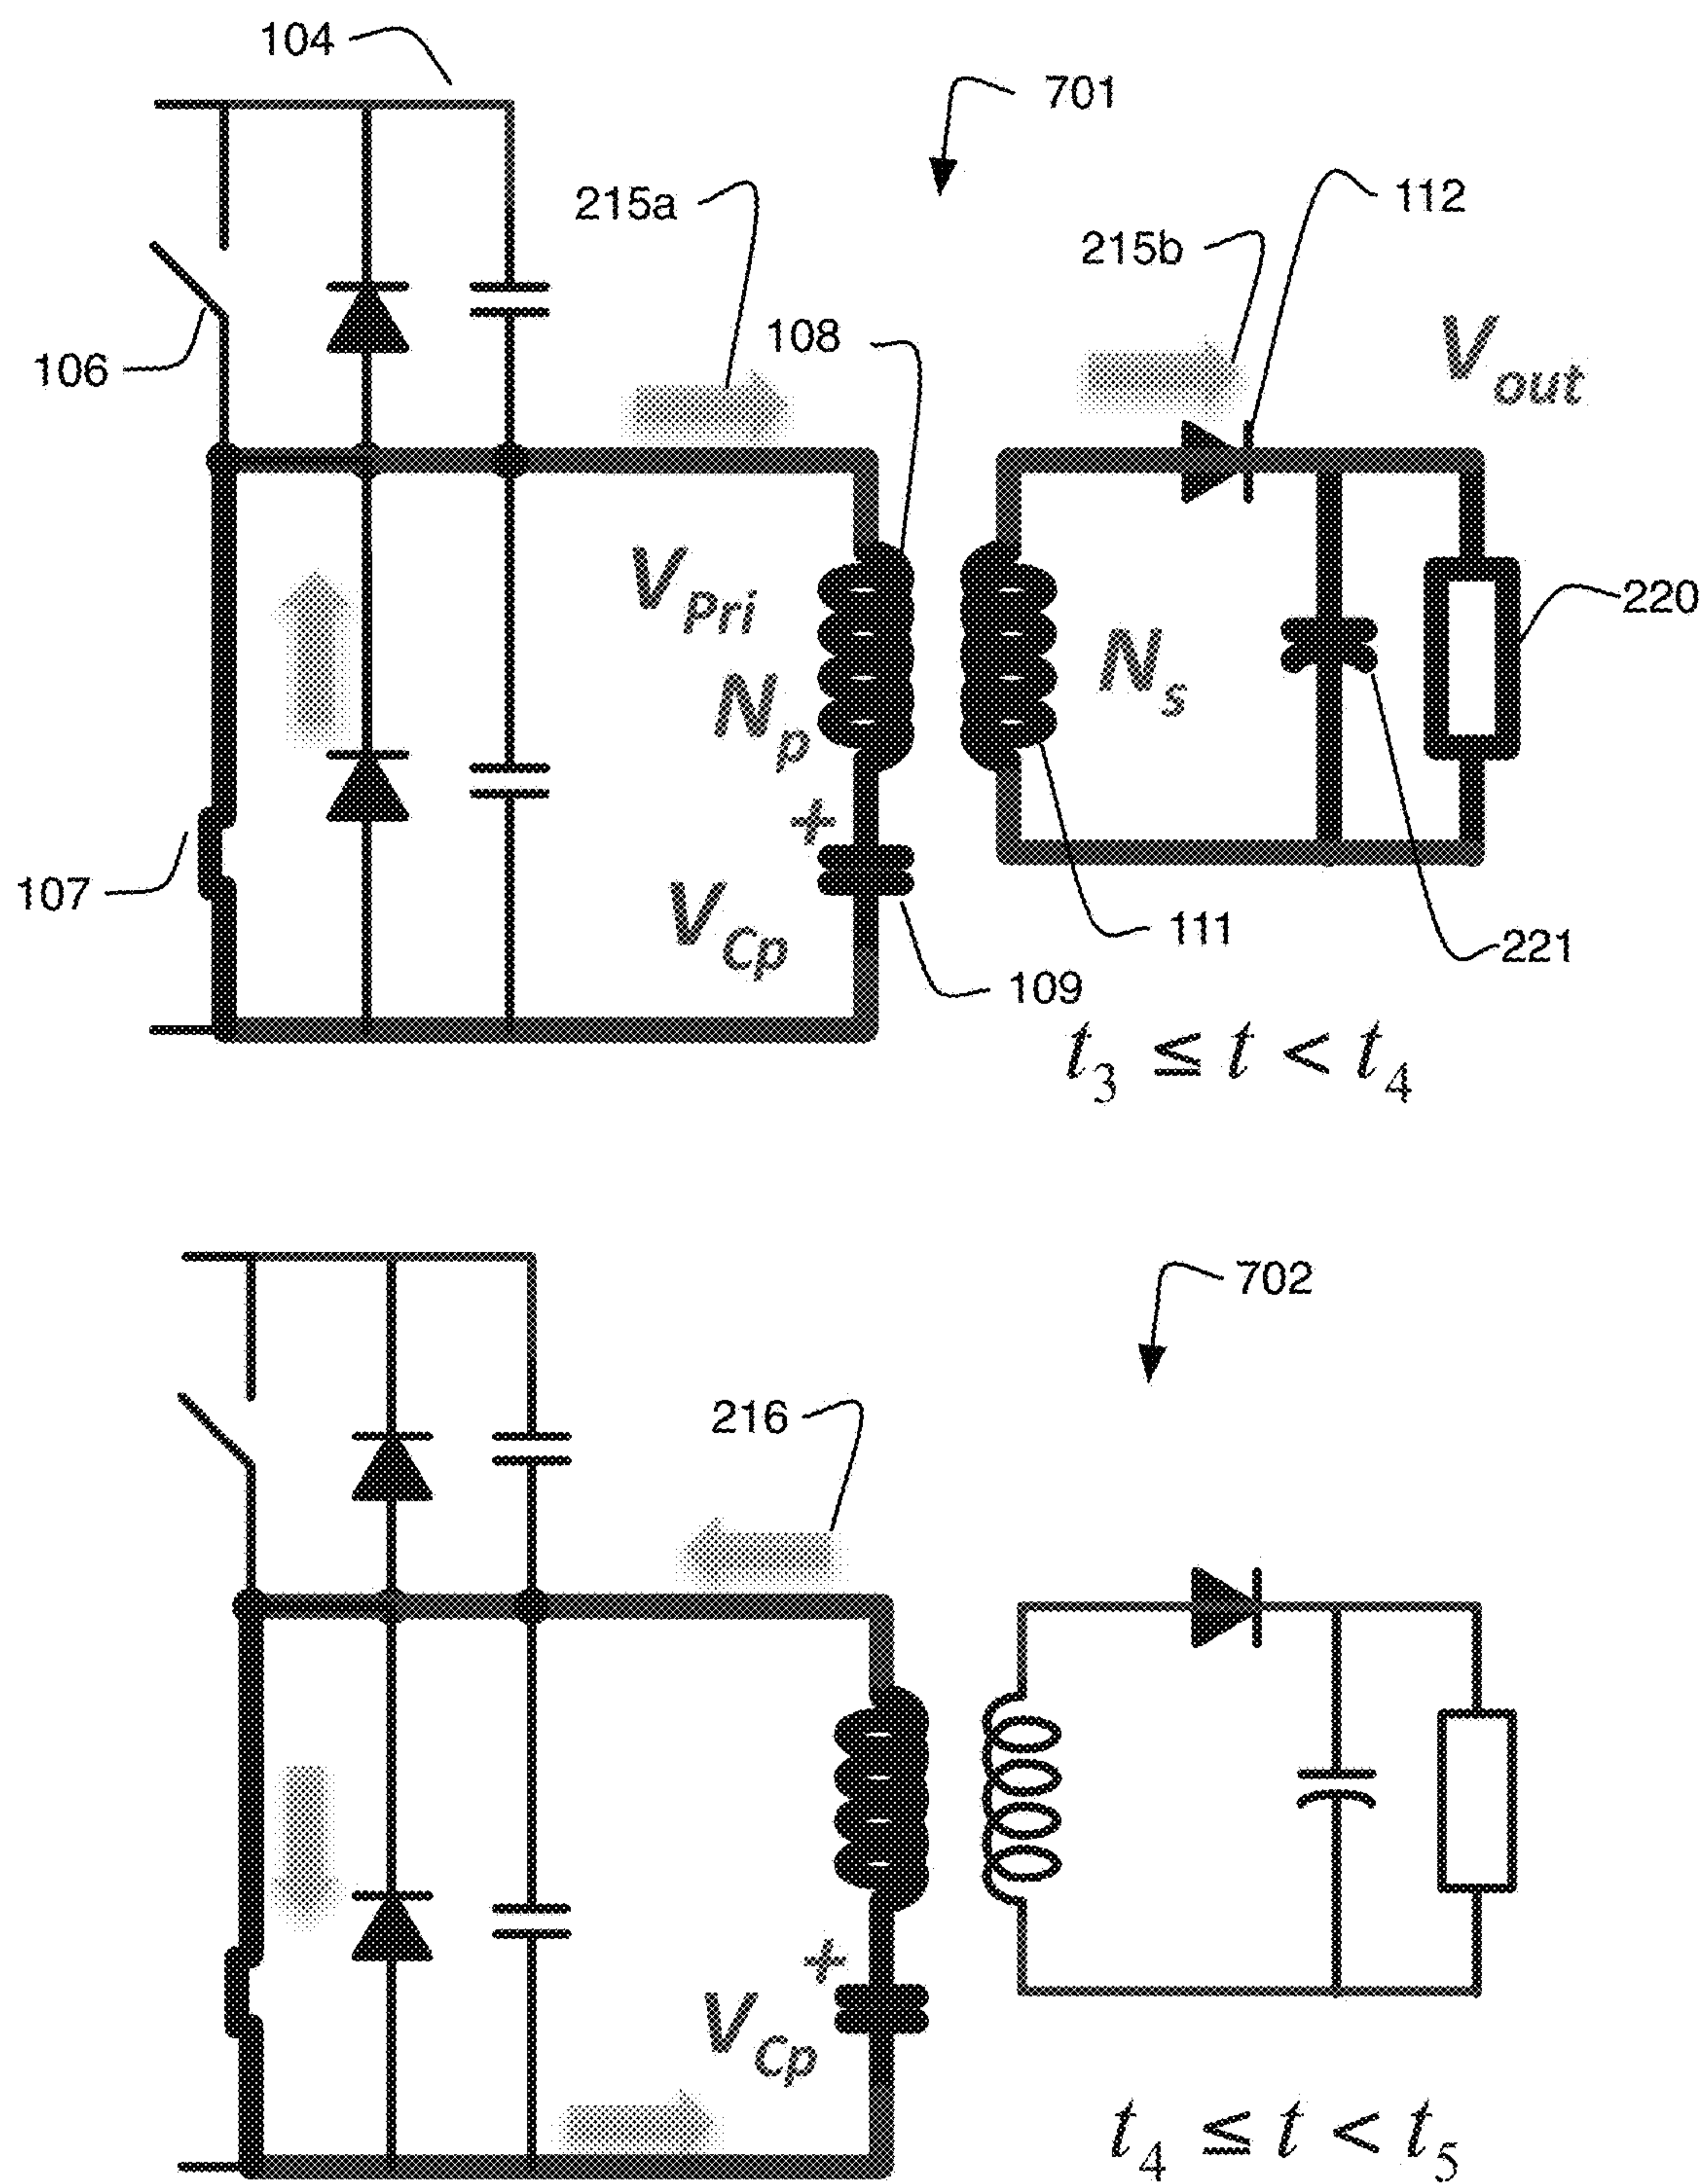 104
701
215a
112
215b
108
V_out
106
V_Pri
N_p
N_s
220
+
107
V_Cp
111
221
109
t_3 ≤ t < t_4
702
216
+
V_Cp
t_4 ≤ t < t_5